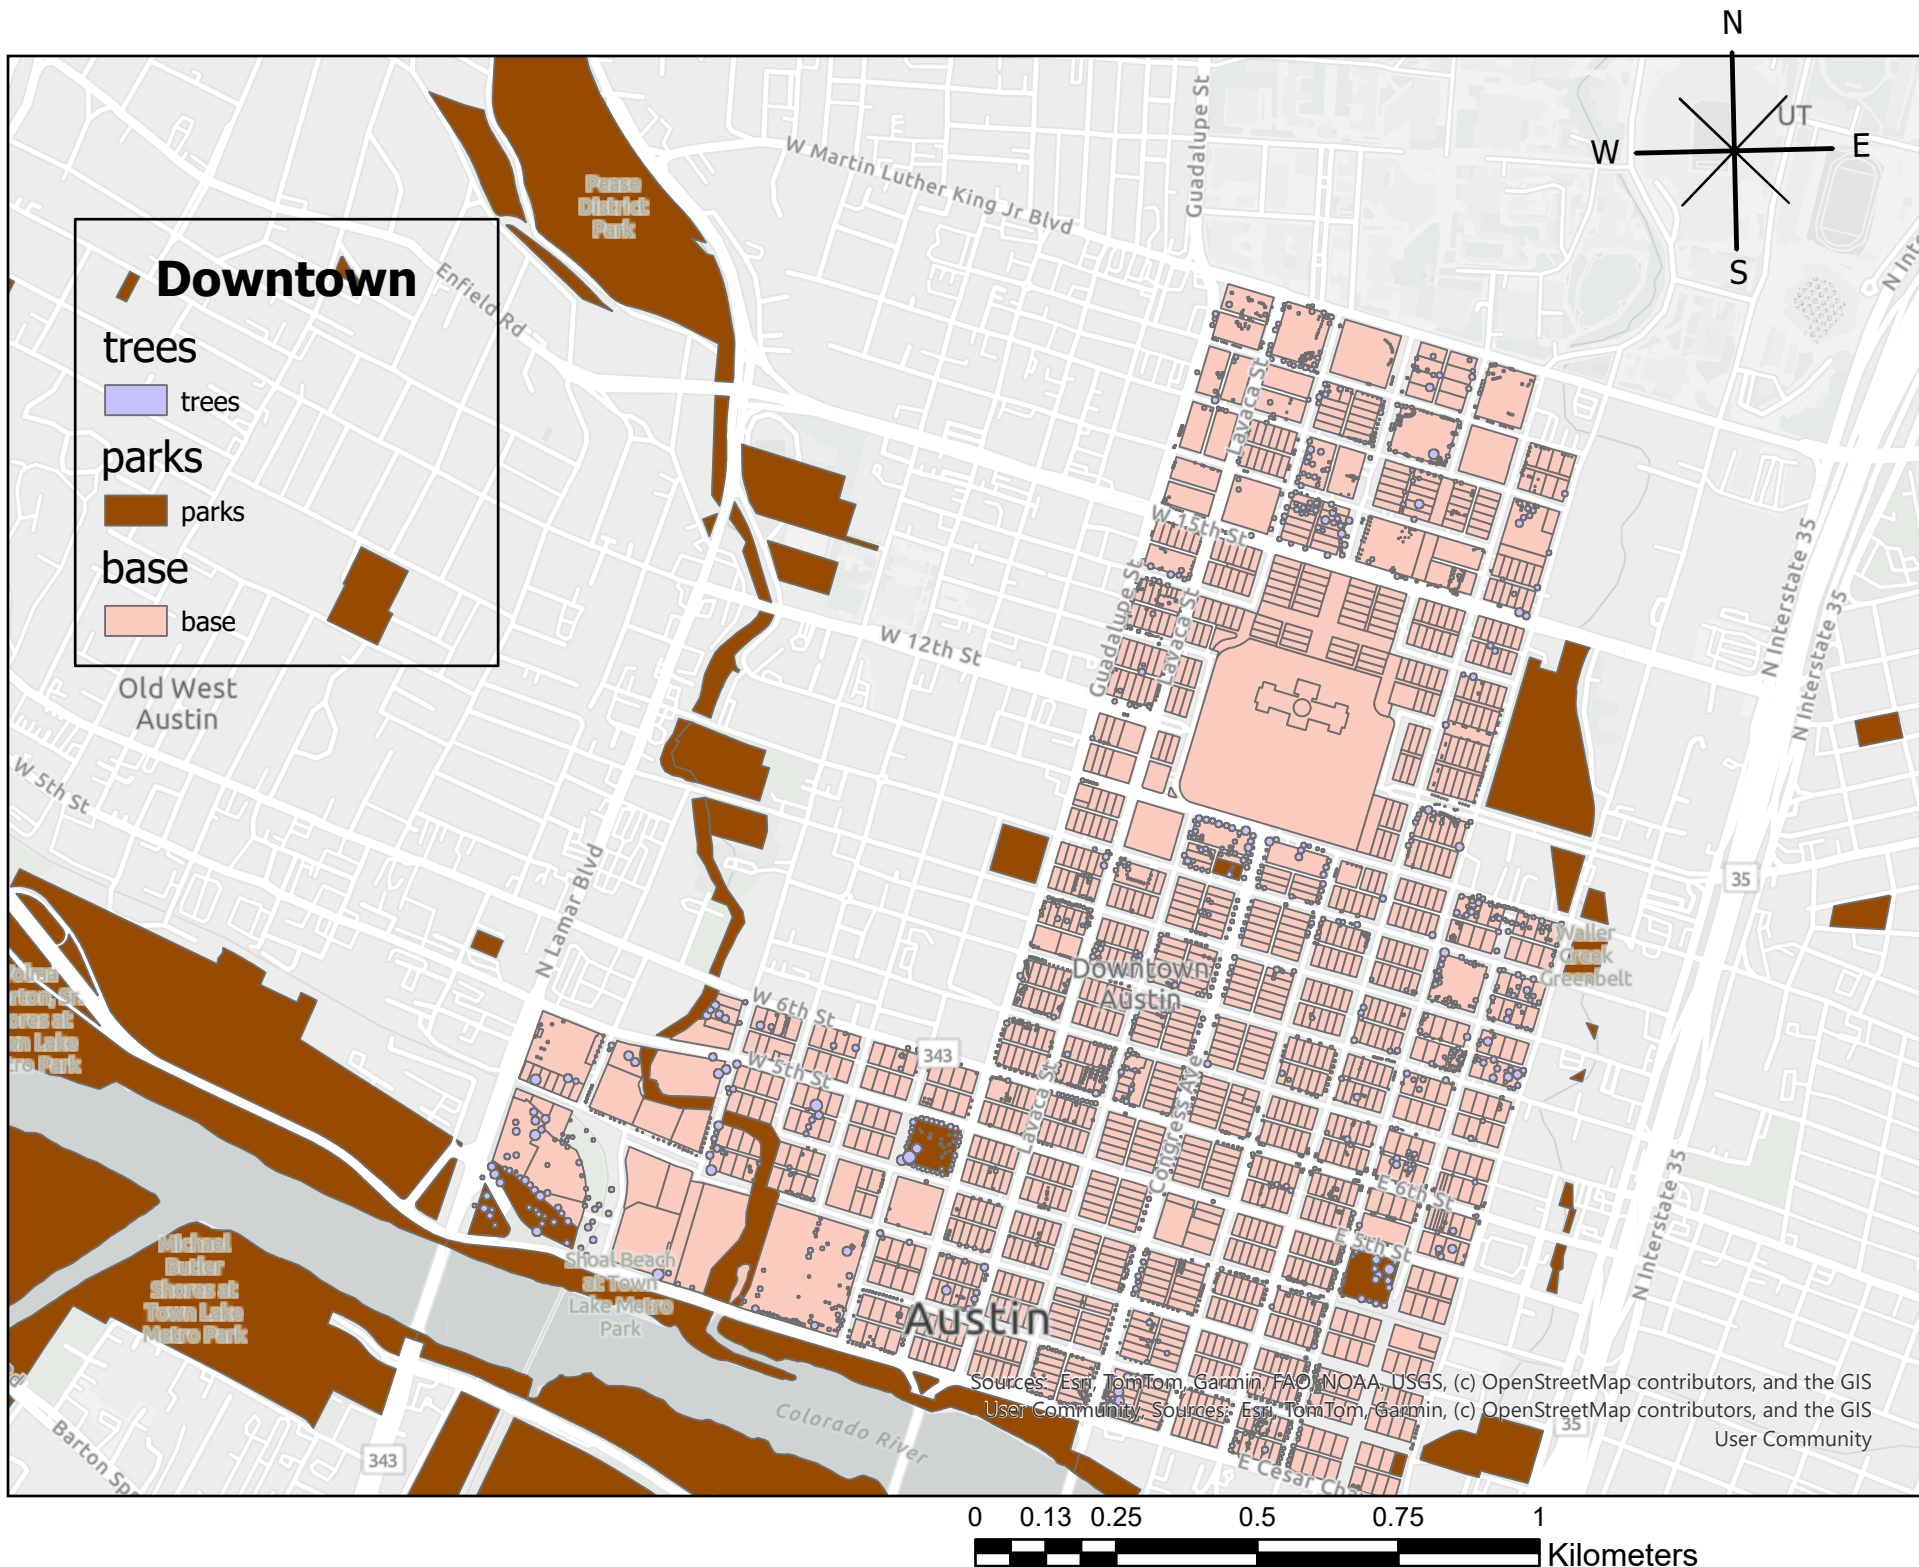 N
UT
W
E
S
Guadalupe St
W Martin Luther King Jr Blvd
Pease
District
Park
Enfield Rd
Downtown
trees
trees
parks
parks
base
base
Lavaca St
W 15th St
N Interstate 35
N Interstate 35
Guadalupe St
Lavaca St
W 12th St
Old West
Austin
W 5th St
N Lamar Blvd
35
Waller
Creek
Greenbelt
Downtown
Austin
W 6th St
343
W 5th St
Lavaca St
Congress Ave
E 6th St
E 5th St
N Interstate 35
Michael
Butler
Shores at
Town Lake
Metro Park
Shoal Beach
at Town
Lake Metro
Park
Austin
Sources: Esri, TomTom, Garmin, FAO, NOAA, USGS, (c) OpenStreetMap contributors, and the GIS
User Community, Sources: Esri, TomTom, Garmin, (c) OpenStreetMap contributors, and the GIS
User Community
Colorado River
35
343
Barton Spr
E Cesar Cha
0 0.13 0.25 0.5 0.75 1
Kilometers